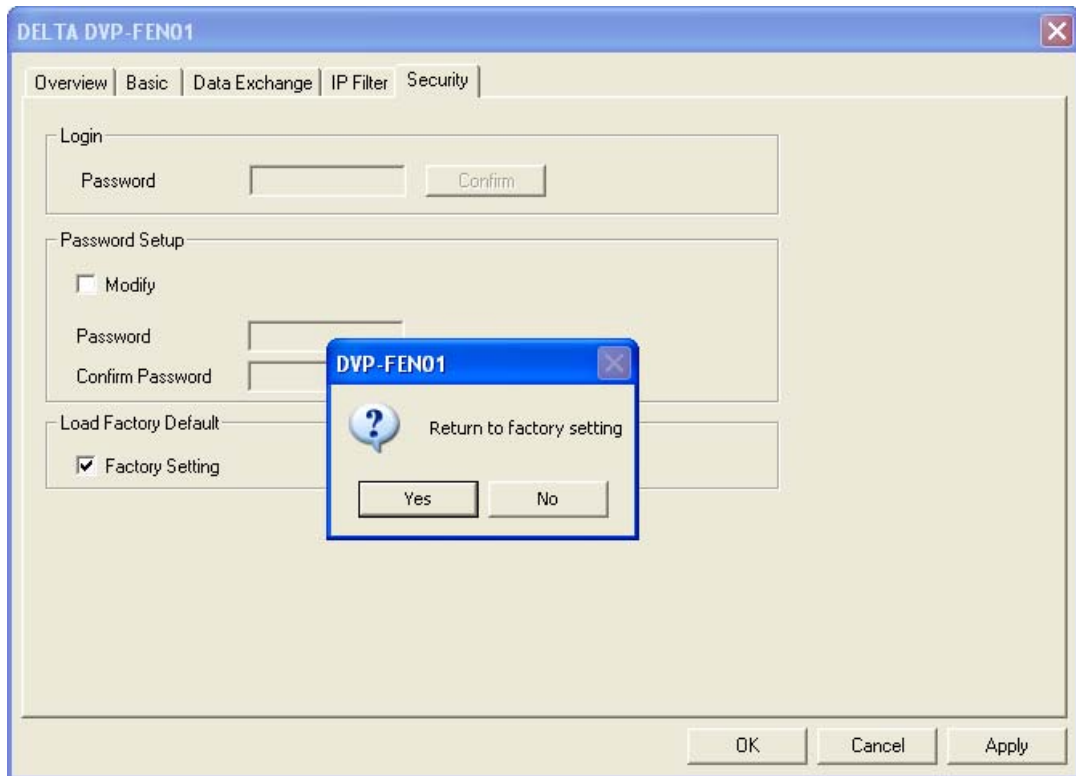 DELTA DVP-FEN01
Overview Basic Data Exchange IP Filter Security
Login
Password Confirm
Password Setup
Modify
Password
Confirm Password
Load Factory Default
Factory Setting
DVP-FEN01
? Return to factory setting
Yes No
OK Cancel Apply